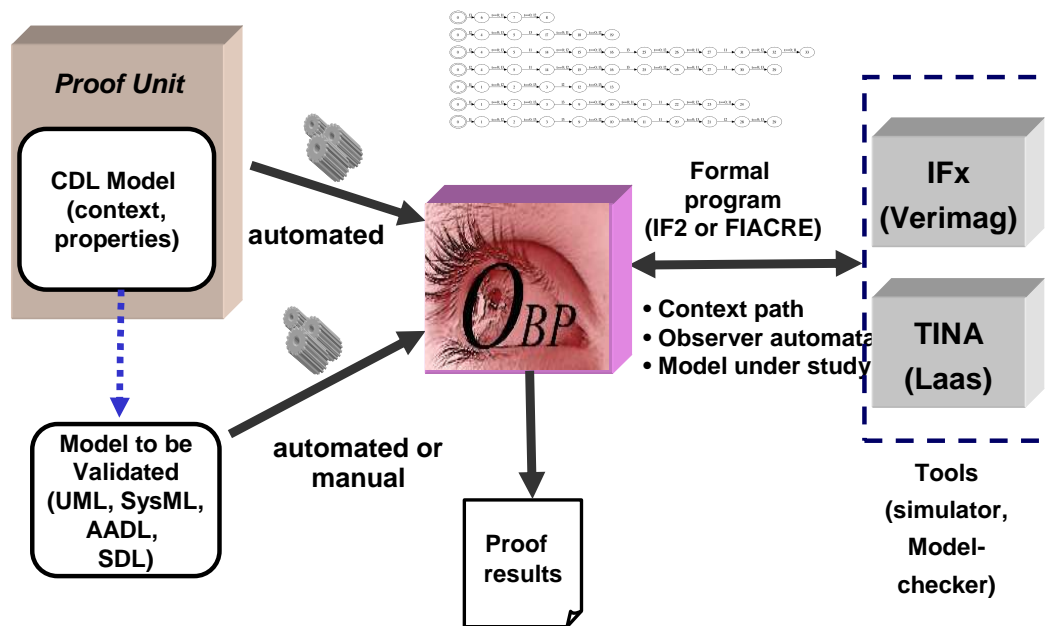 Proof Unit
CDL Model
(context,
properties)
automated
Model to be
Validated
(UML, SysML,
AADL,
SDL)
automated or
manual
OBP
Proof
results
Formal
program
(IF2 or FIACRE)
• Context path
• Observer automata
• Model under study
IFx
(Verimag)
TINA
(Laas)
Tools
(simulator,
Model-
checker)